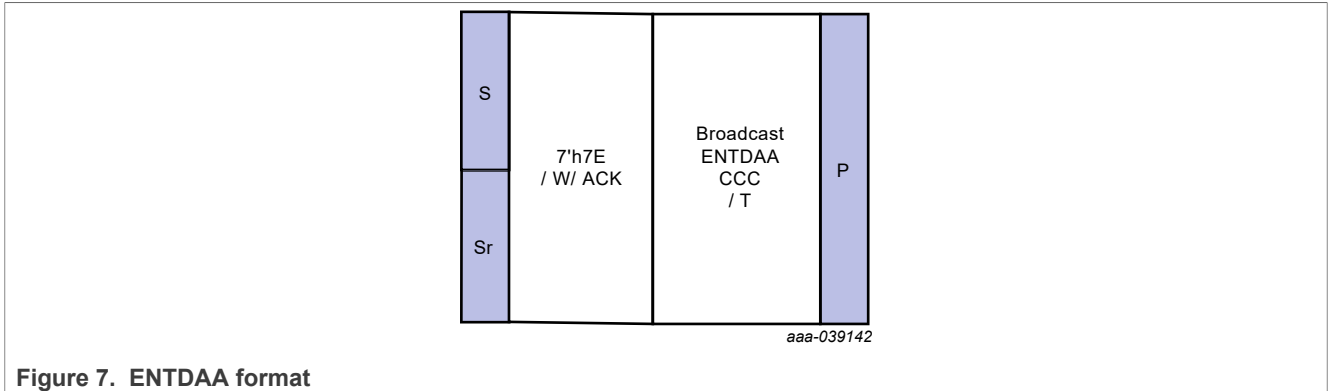 S
Sr
7'h7E
/ W/ ACK
Broadcast
ENTDAA
CCC
/ T
P
aaa-039142
Figure 7. ENTDAA format